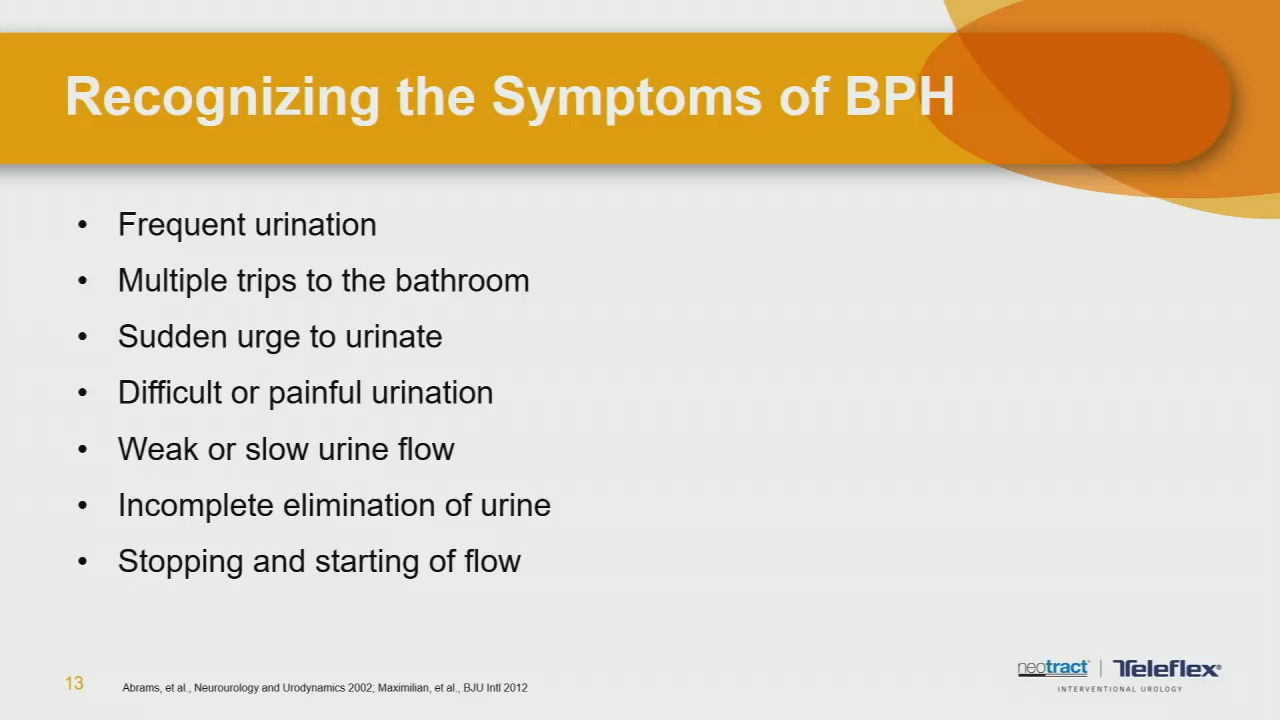 Recognizing the Symptoms of BPH
• Frequent urination
• Multiple trips to the bathroom
• Sudden urge to urinate
• Difficult or painful urination
• Weak or slow urine flow
• Incomplete elimination of urine
• Stopping and starting of flow
13
Abrams, et al., Neurourology and Urodynamics 2002; Maximilian, et al., BJU Intl 2012
neotract® | Teleflex®
INTERVENTIONAL UROLOGY